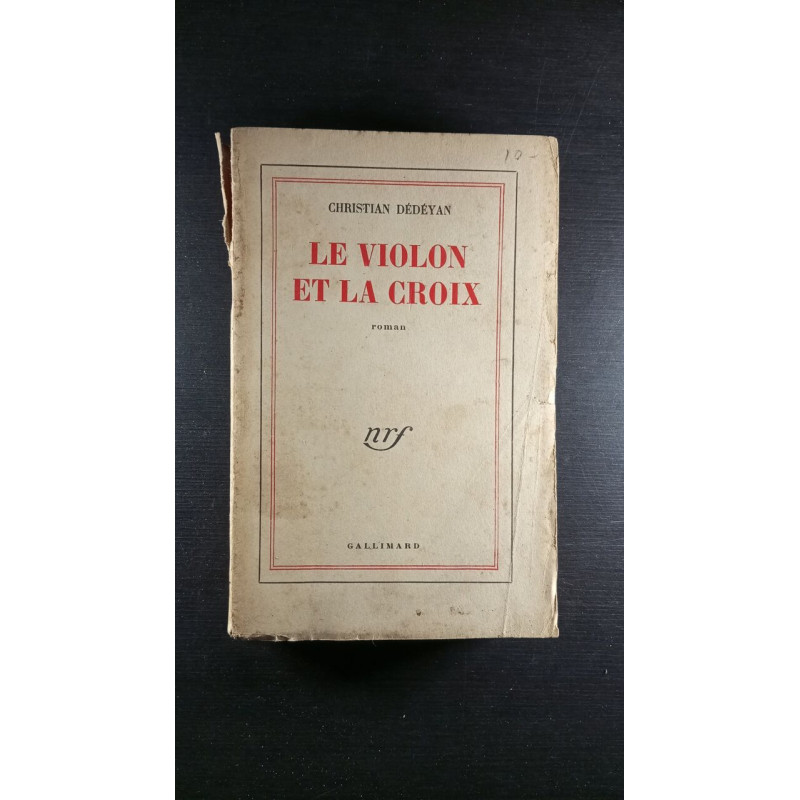 10 -
CHRISTIAN DÉDÉYAN
LE VIOLON
ET LA CROIX
roman
nrf
GALLIMARD